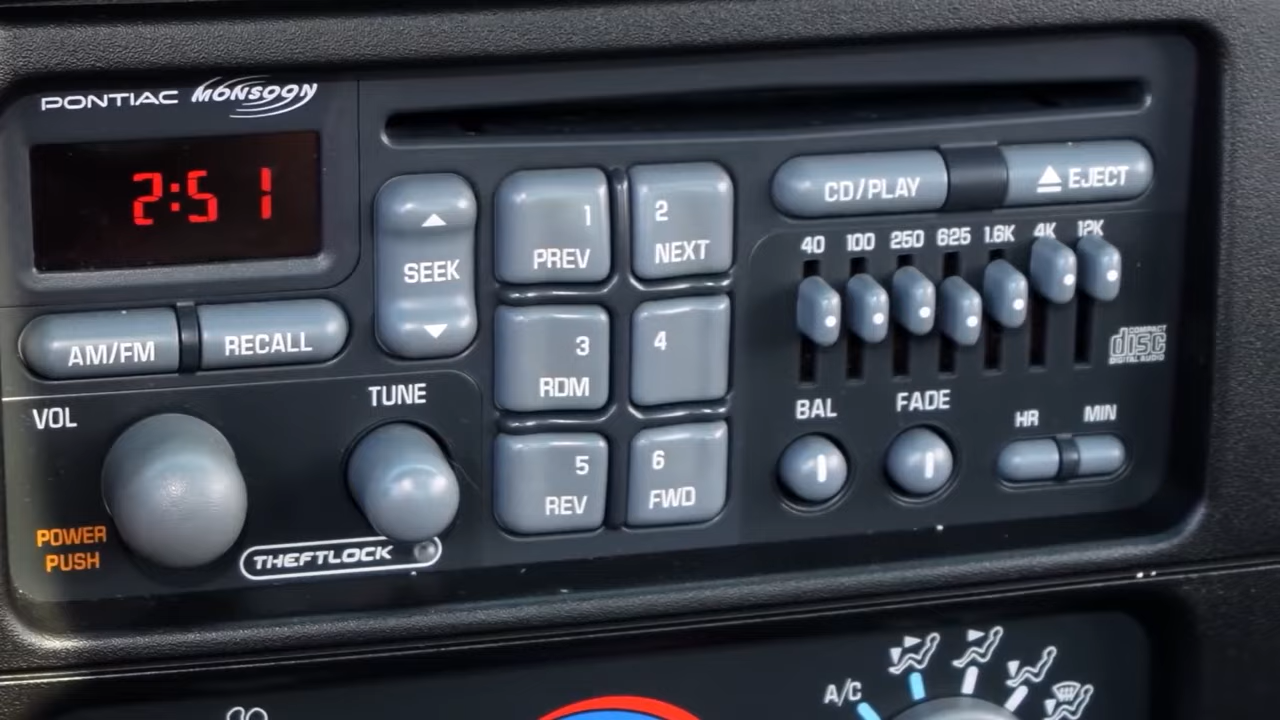 PONTIAC MONSOON
2:51
CD/PLAY
EJECT
SEEK
1
PREV
2
NEXT
40 100 250 625 1.6K 4K 12K
AM/FM
RECALL
3
RDM
4
COMPACT
disc
DIGITAL AUDIO
VOL
TUNE
BAL
FADE
HR
MIN
5
REV
6
FWD
POWER
PUSH
THEFTLOCK
A/C